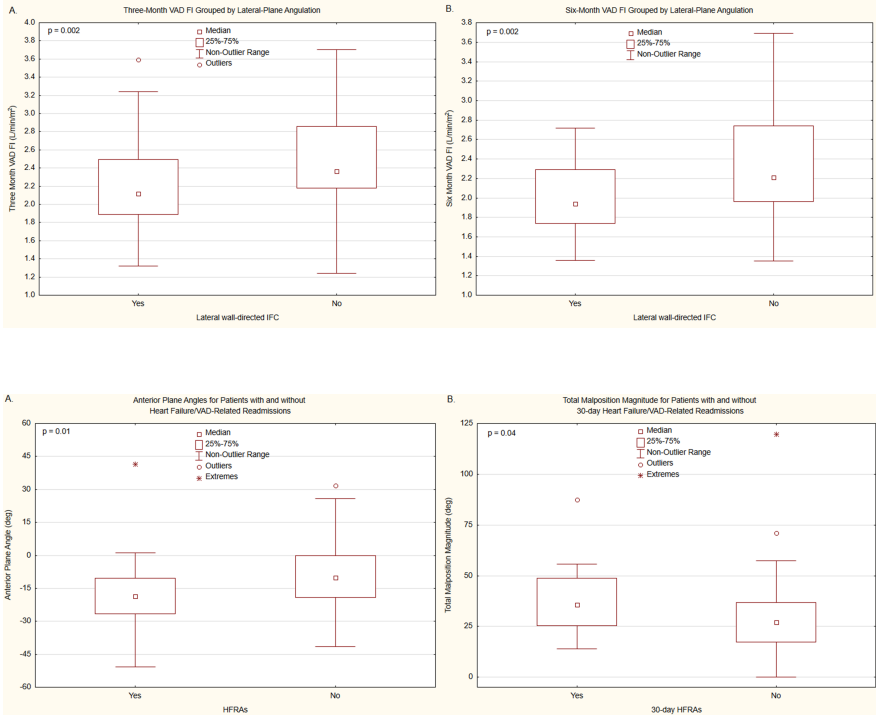 A.
Three-Month VAD FI Grouped by Lateral-Plane Angulation
p = 0.002
Median
25%-75%
Non-Outlier Range
Outliers
Three Month VAD FI (L/min/m²)
3.8
3.6
3.4
3.2
3.0
2.8
2.6
2.4
2.2
2.0
1.8
1.6
1.4
1.2
1.0
Yes
No
Lateral wall-directed IFC
B.
Six-Month VAD FI Grouped by Lateral-Plane Angulation
p = 0.002
Median
25%-75%
Non-Outlier Range
Six Month VAD FI (L/min/m²)
3.8
3.6
3.4
3.2
3.0
2.8
2.6
2.4
2.2
2.0
1.8
1.6
1.4
1.2
1.0
Yes
No
Lateral wall-directed IFC
A.
Anterior Plane Angles for Patients with and without
Heart Failure/VAD-Related Readmissions
p = 0.01
Median
25%-75%
Non-Outlier Range
Outliers
Extremes
Anterior Plane Angle (deg)
60
45
30
15
0
-15
-30
-45
-60
Yes
No
HFRAs
B.
Total Malposition Magnitude for Patients with and without
30-day Heart Failure/VAD-Related Readmissions
p = 0.04
Median
25%-75%
Non-Outlier Range
Outliers
Extremes
Total Malposition Magnitude (deg)
125
100
75
50
25
0
Yes
No
30-day HFRAs